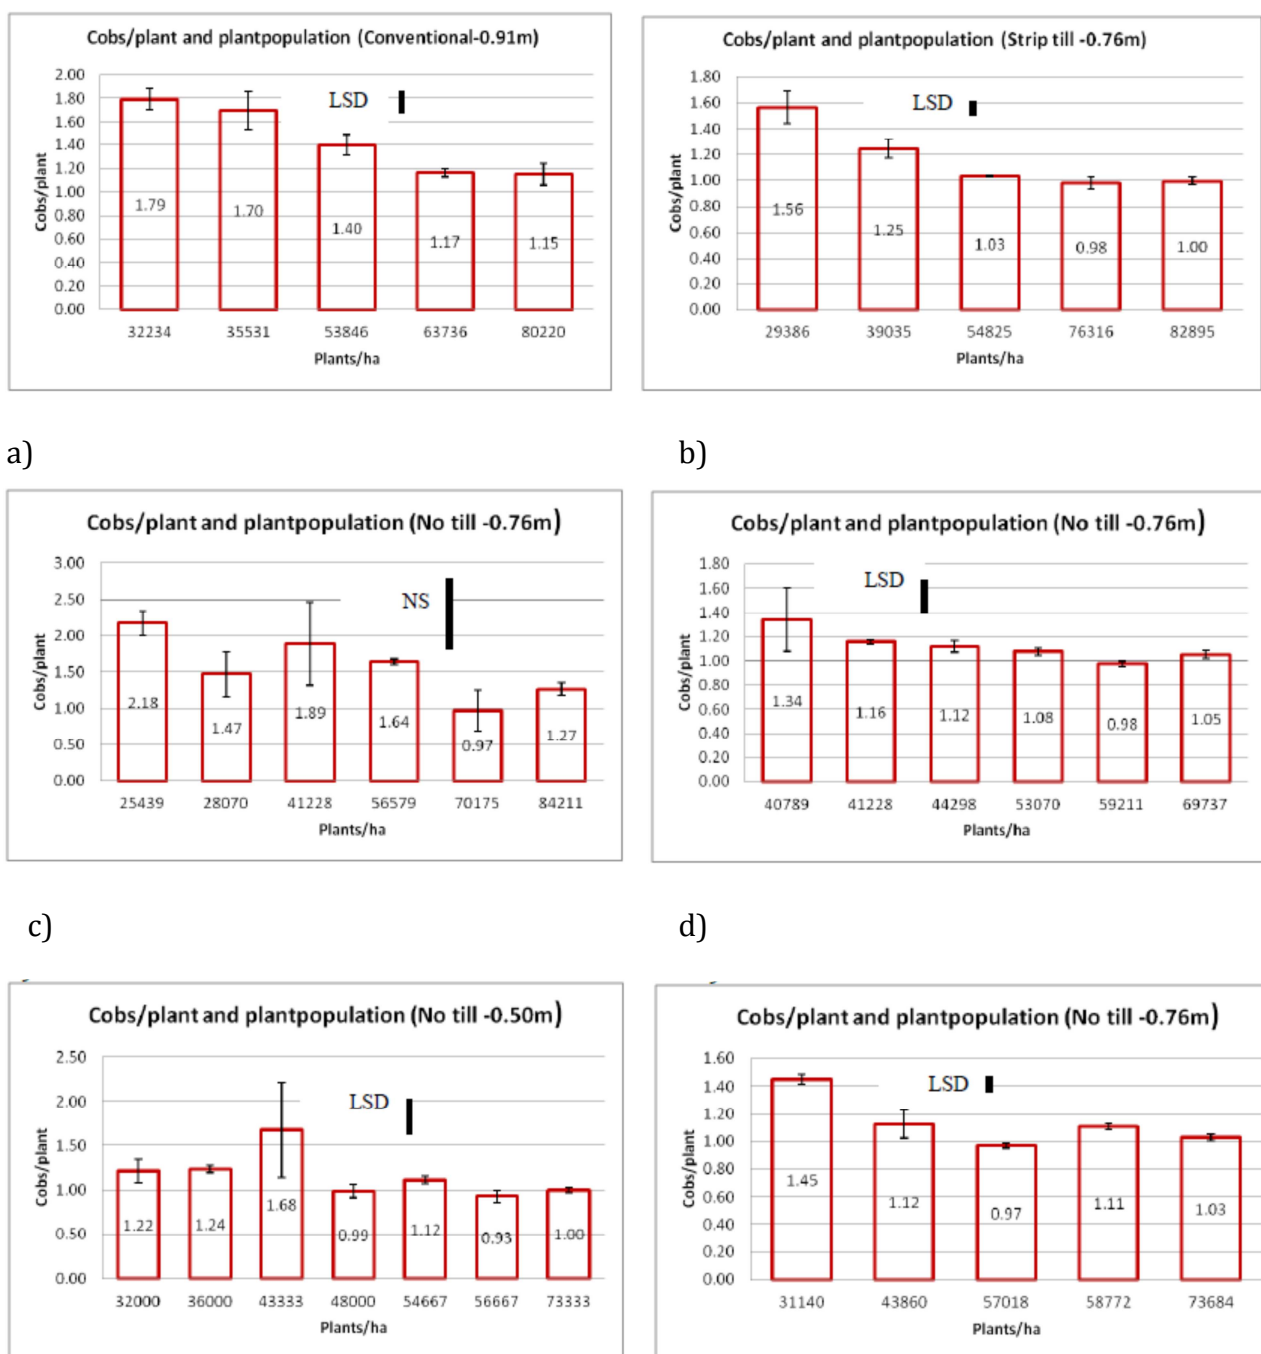 Cobs/plant and plantpopulation (Conventional-0.91m)
Cobs/plant
2.00
1.80
1.60
1.40
1.20
1.00
0.80
0.60
0.40
0.20
0.00
LSD
1.79
1.70
1.40
1.17
1.15
32234 35531 53846 63736 80220
Plants/ha
Cobs/plant and plantpopulation (Strip till -0.76m)
Cobs/plant
1.80
1.60
1.40
1.20
1.00
0.80
0.60
0.40
0.20
0.00
LSD
1.56
1.25
1.03
0.98
1.00
29386 39035 54825 76316 82895
Plants/ha
a)
b)
Cobs/plant and plantpopulation (No till -0.76m)
Cobs/plant
3.00
2.50
2.00
1.50
1.00
0.50
0.00
NS
2.18
1.47
1.89
1.64
0.97
1.27
25439 28070 41228 56579 70175 84211
Plants/ha
Cobs/plant and plantpopulation (No till -0.76m)
Cobs/plant
1.80
1.60
1.40
1.20
1.00
0.80
0.60
0.40
0.20
0.00
LSD
1.34
1.16
1.12
1.08
0.98
1.05
40789 41228 44298 53070 59211 69737
Plants/ha
c)
d)
Cobs/plant and plantpopulation (No till -0.50m)
Cobs/plant
2.50
2.00
1.50
1.00
0.50
0.00
LSD
1.22
1.24
1.68
0.99
1.12
0.93
1.00
32000 36000 43333 48000 54667 56667 73333
Plants/ha
Cobs/plant and plantpopulation (No till -0.76m)
Cobs/plant
1.60
1.40
1.20
1.00
0.80
0.60
0.40
0.20
0.00
LSD
1.45
1.12
0.97
1.11
1.03
31140 43860 57018 58772 73684
Plants/ha